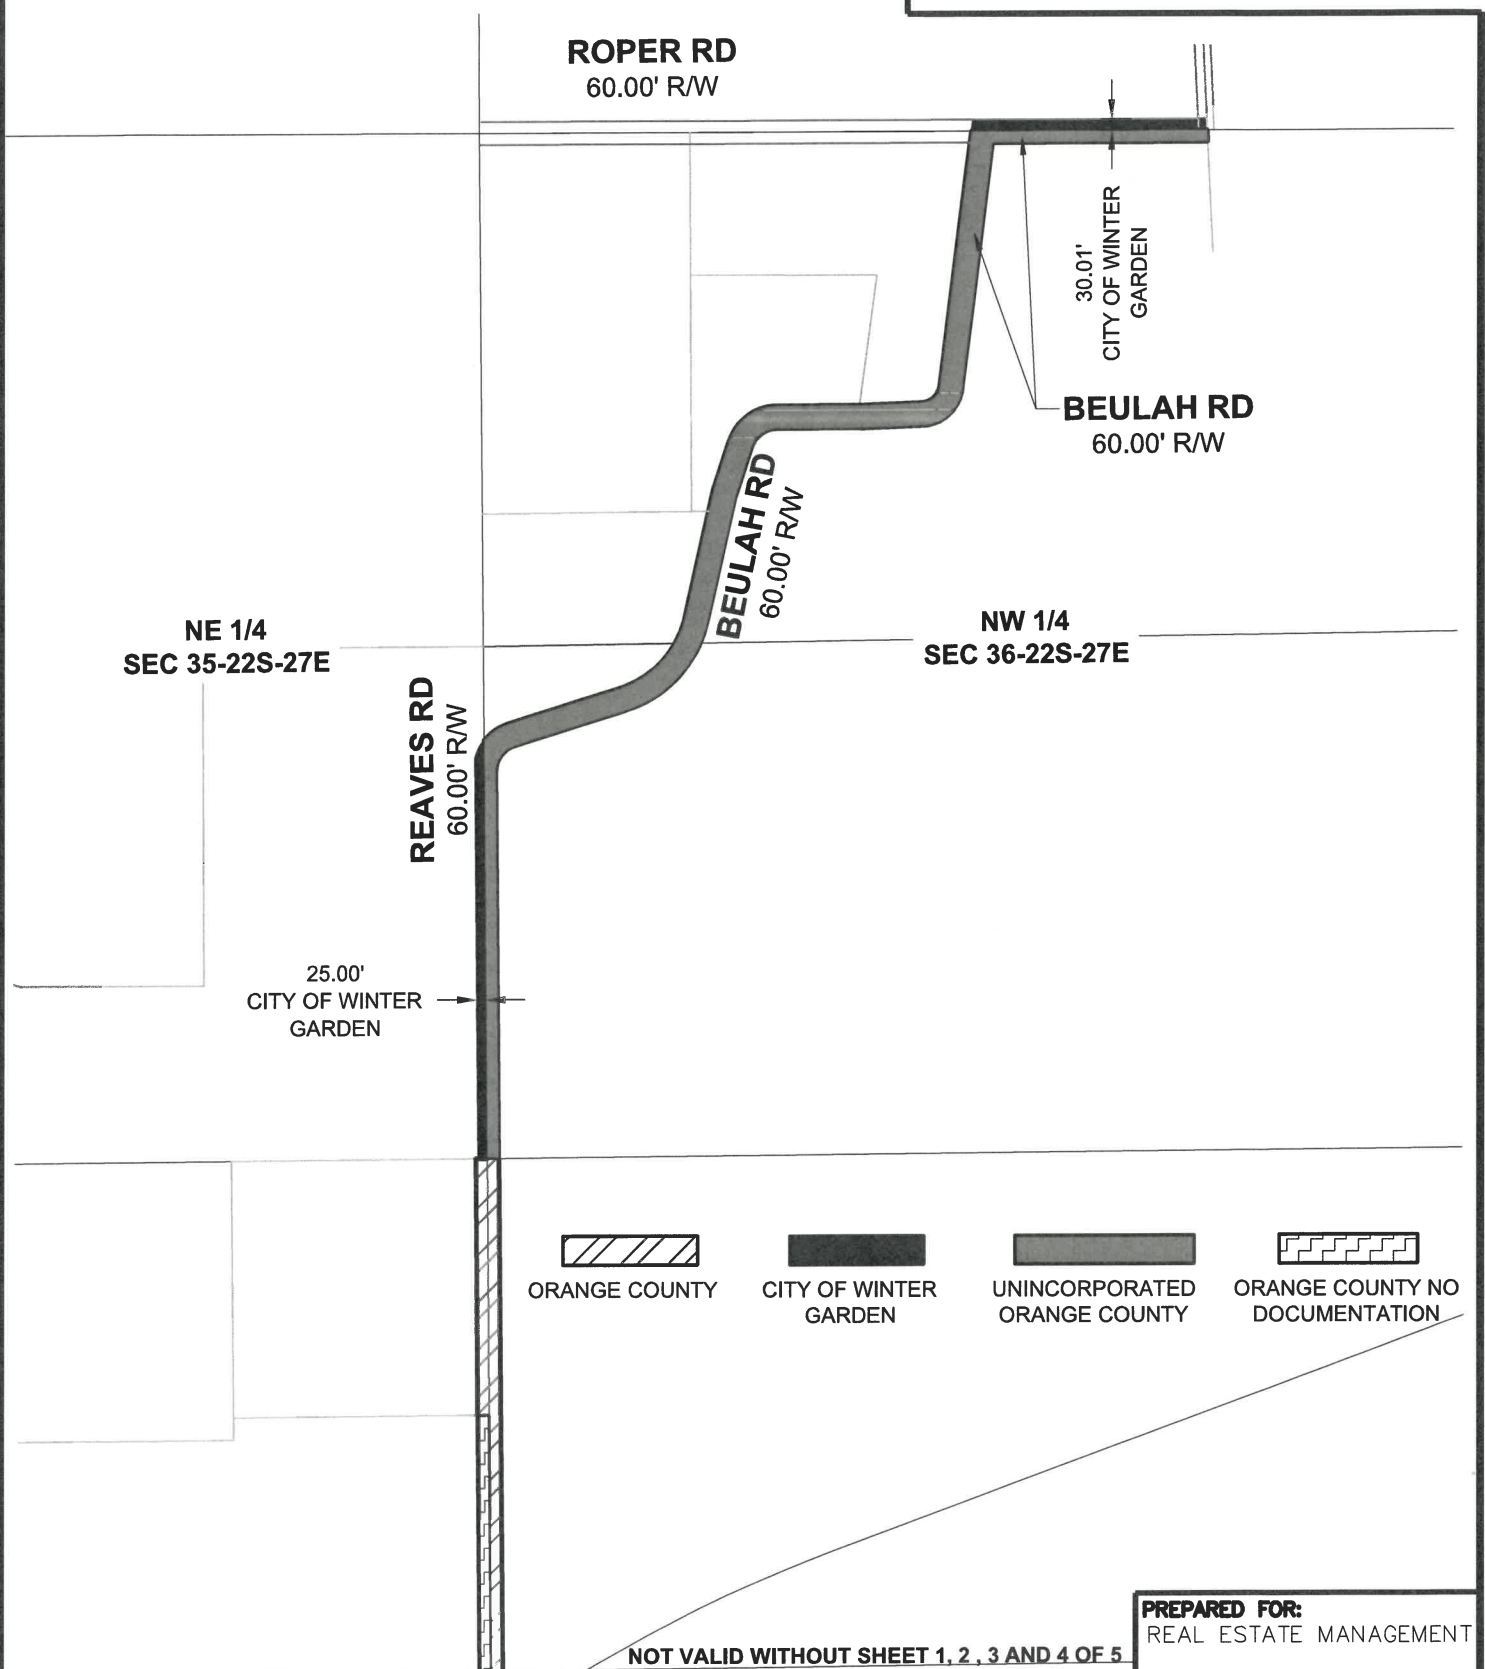 ROPER RD
60.00' R/W
30.01'
CITY OF WINTER
GARDEN
BEULAH RD
60.00' R/W
BEULAH RD
60.00' R/W
NE 1/4
SEC 35-22S-27E
NW 1/4
SEC 36-22S-27E
REAVES RD
60.00' R/W
25.00'
CITY OF WINTER
GARDEN
ORANGE COUNTY
CITY OF WINTER
GARDEN
UNINCORPORATED
ORANGE COUNTY
ORANGE COUNTY NO
DOCUMENTATION
PREPARED FOR:
REAL ESTATE MANAGEMENT
NOT VALID WITHOUT SHEET 1, 2 , 3 AND 4 OF 5